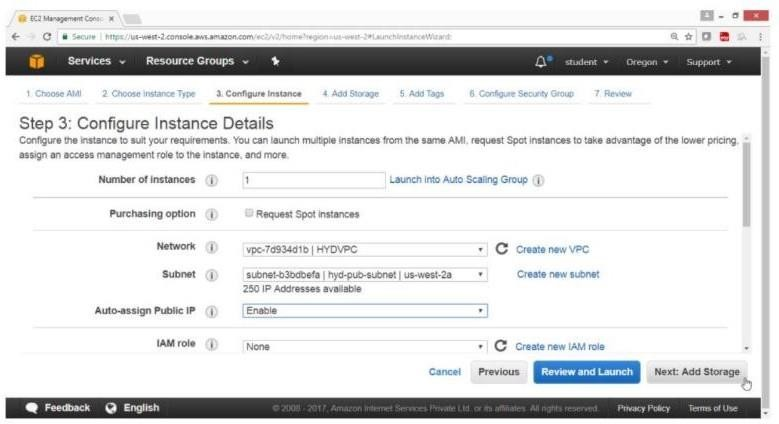 EC2 Management Consol
Secure | https://us-west-2.console.aws.amazon.com/ec2/v2/home?region=us-west-2#LaunchInstanceWizard:
Services Resource Groups student Oregon Support
1. Choose AMI 2. Choose Instance Type 3. Configure Instance 4. Add Storage 5. Add Tags 6. Configure Security Group 7. Review
Step 3: Configure Instance Details
Configure the instance to suit your requirements. You can launch multiple instances from the same AMI, request Spot instances to take advantage of the lower pricing,
assign an access management role to the instance, and more.
Number of instances 1 Launch into Auto Scaling Group
Purchasing option Request Spot instances
Network vpc-7d934d1b | HYDVPC Create new VPC
Subnet subnet-b3bdbefa | hyd-pub-subnet | us-west-2a Create new subnet
250 IP Addresses available
Auto-assign Public IP Enable
IAM role None Create new IAM role
Cancel Previous Review and Launch Next: Add Storage
Feedback English © 2008 - 2017, Amazon Internet Services Private Ltd. or its affiliates. All rights reserved. Privacy Policy Terms of Use